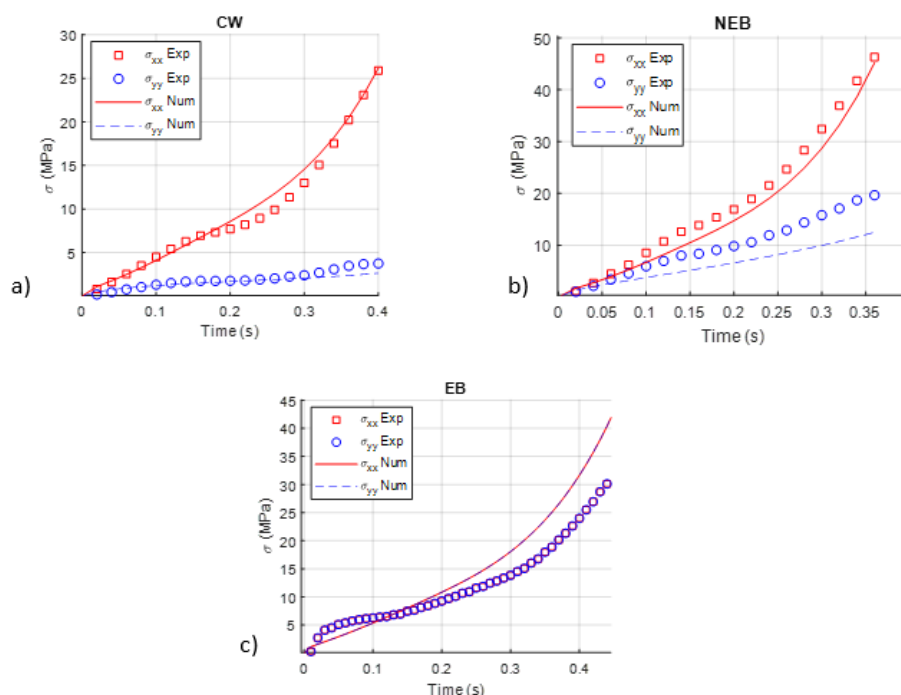 CW
30
25
20
15
10
5
σ (MPa)
σxx Exp
σyy Exp
σxx Num
σyy Num
0 0.1 0.2 0.3 0.4
Time (s)
a)
NEB
50
40
30
20
10
σ (MPa)
σxx Exp
σyy Exp
σxx Num
σyy Num
0 0.05 0.1 0.15 0.2 0.25 0.3 0.35
Time (s)
b)
EB
45
40
35
30
25
20
15
10
5
σ (MPa)
σxx Exp
σyy Exp
σxx Num
σyy Num
0 0.1 0.2 0.3 0.4
Time (s)
c)